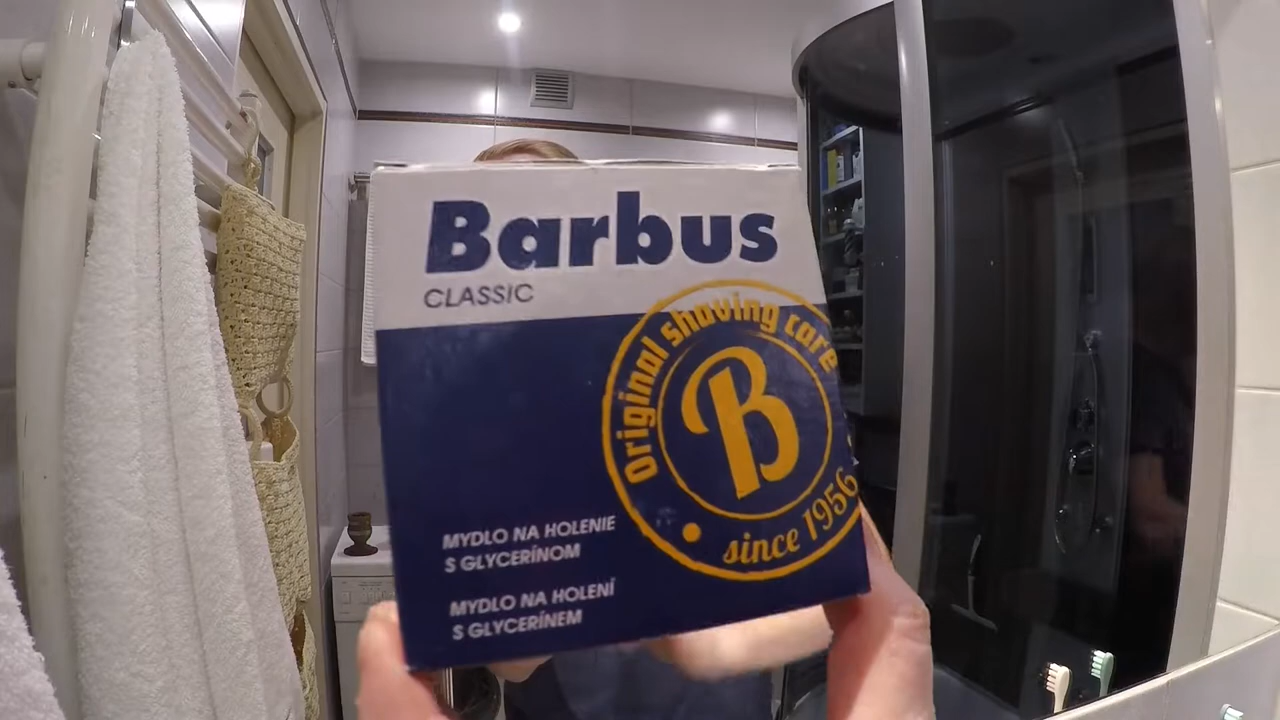 Barbus
CLASSIC
Original shaving care
B
since 1956
MYDLO NA HOLENIE
S GLYCERÍNOM
MYDLO NA HOLENÍ
S GLYCERÍNEM